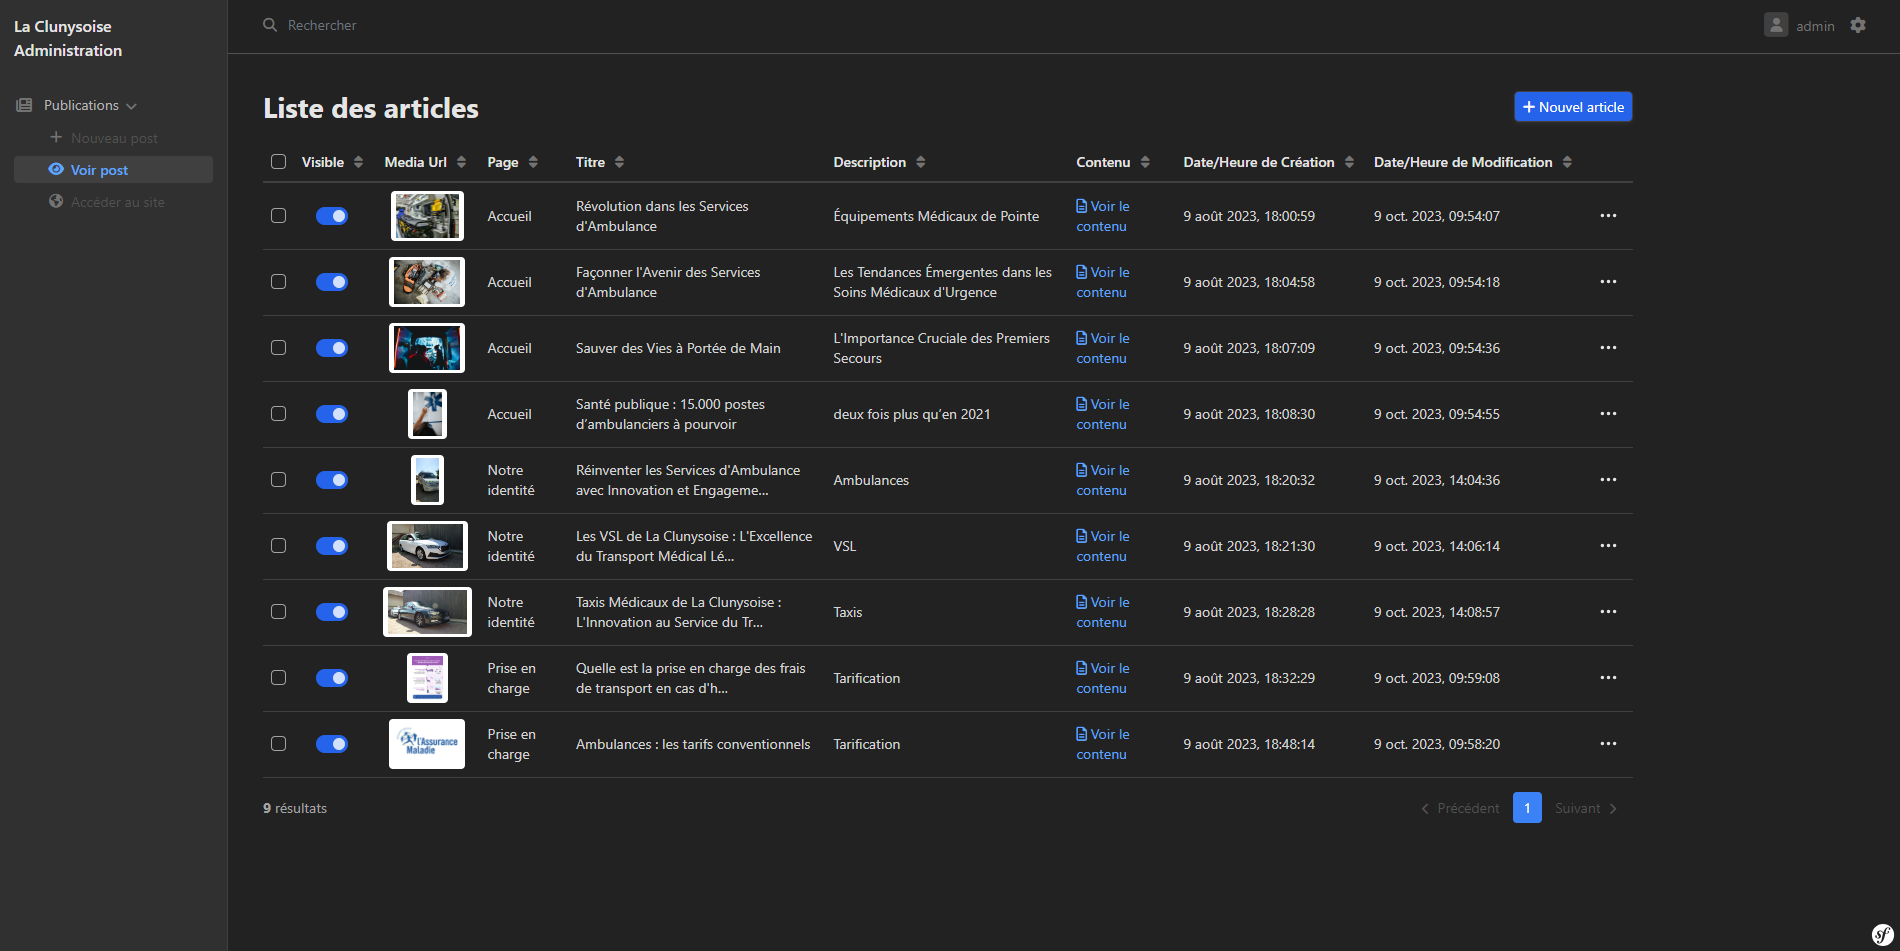 La Clunysoise
Administration
Rechercher
admin
Publications
Nouveau post
Voir post
Accéder au site
Liste des articles
Nouvel article
Visible Media Url Page Titre Description Contenu Date/Heure de Création Date/Heure de Modification
Accueil
Révolution dans les Services
d'Ambulance
Équipements Médicaux de Pointe
Voir le
contenu
9 août 2023, 18:00:59
9 oct. 2023, 09:54:07
Accueil
Façonner l'Avenir des Services
d'Ambulance
Les Tendances Émergentes dans les
Soins Médicaux d'Urgence
Voir le
contenu
9 août 2023, 18:04:58
9 oct. 2023, 09:54:18
Accueil
Sauver des Vies à Portée de Main
L'Importance Cruciale des Premiers
Secours
Voir le
contenu
9 août 2023, 18:07:09
9 oct. 2023, 09:54:36
Accueil
Santé publique : 15.000 postes
d’ambulanciers à pourvoir
deux fois plus qu’en 2021
Voir le
contenu
9 août 2023, 18:08:30
9 oct. 2023, 09:54:55
Notre
identité
Réinventer les Services d'Ambulance
avec Innovation et Engageme...
Ambulances
Voir le
contenu
9 août 2023, 18:20:32
9 oct. 2023, 14:04:36
Notre
identité
Les VSL de La Clunysoise : L'Excellence
du Transport Médical Lé...
VSL
Voir le
contenu
9 août 2023, 18:21:30
9 oct. 2023, 14:06:14
Notre
identité
Taxis Médicaux de La Clunysoise :
L'Innovation au Service du Tr...
Taxis
Voir le
contenu
9 août 2023, 18:28:28
9 oct. 2023, 14:08:57
Prise en
charge
Quelle est la prise en charge des frais
de transport en cas d'h...
Tarification
Voir le
contenu
9 août 2023, 18:32:29
9 oct. 2023, 09:59:08
l'Assurance
Maladie
Prise en
charge
Ambulances : les tarifs conventionnels
Tarification
Voir le
contenu
9 août 2023, 18:48:14
9 oct. 2023, 09:58:20
9 résultats
Précédent 1 Suivant
sf